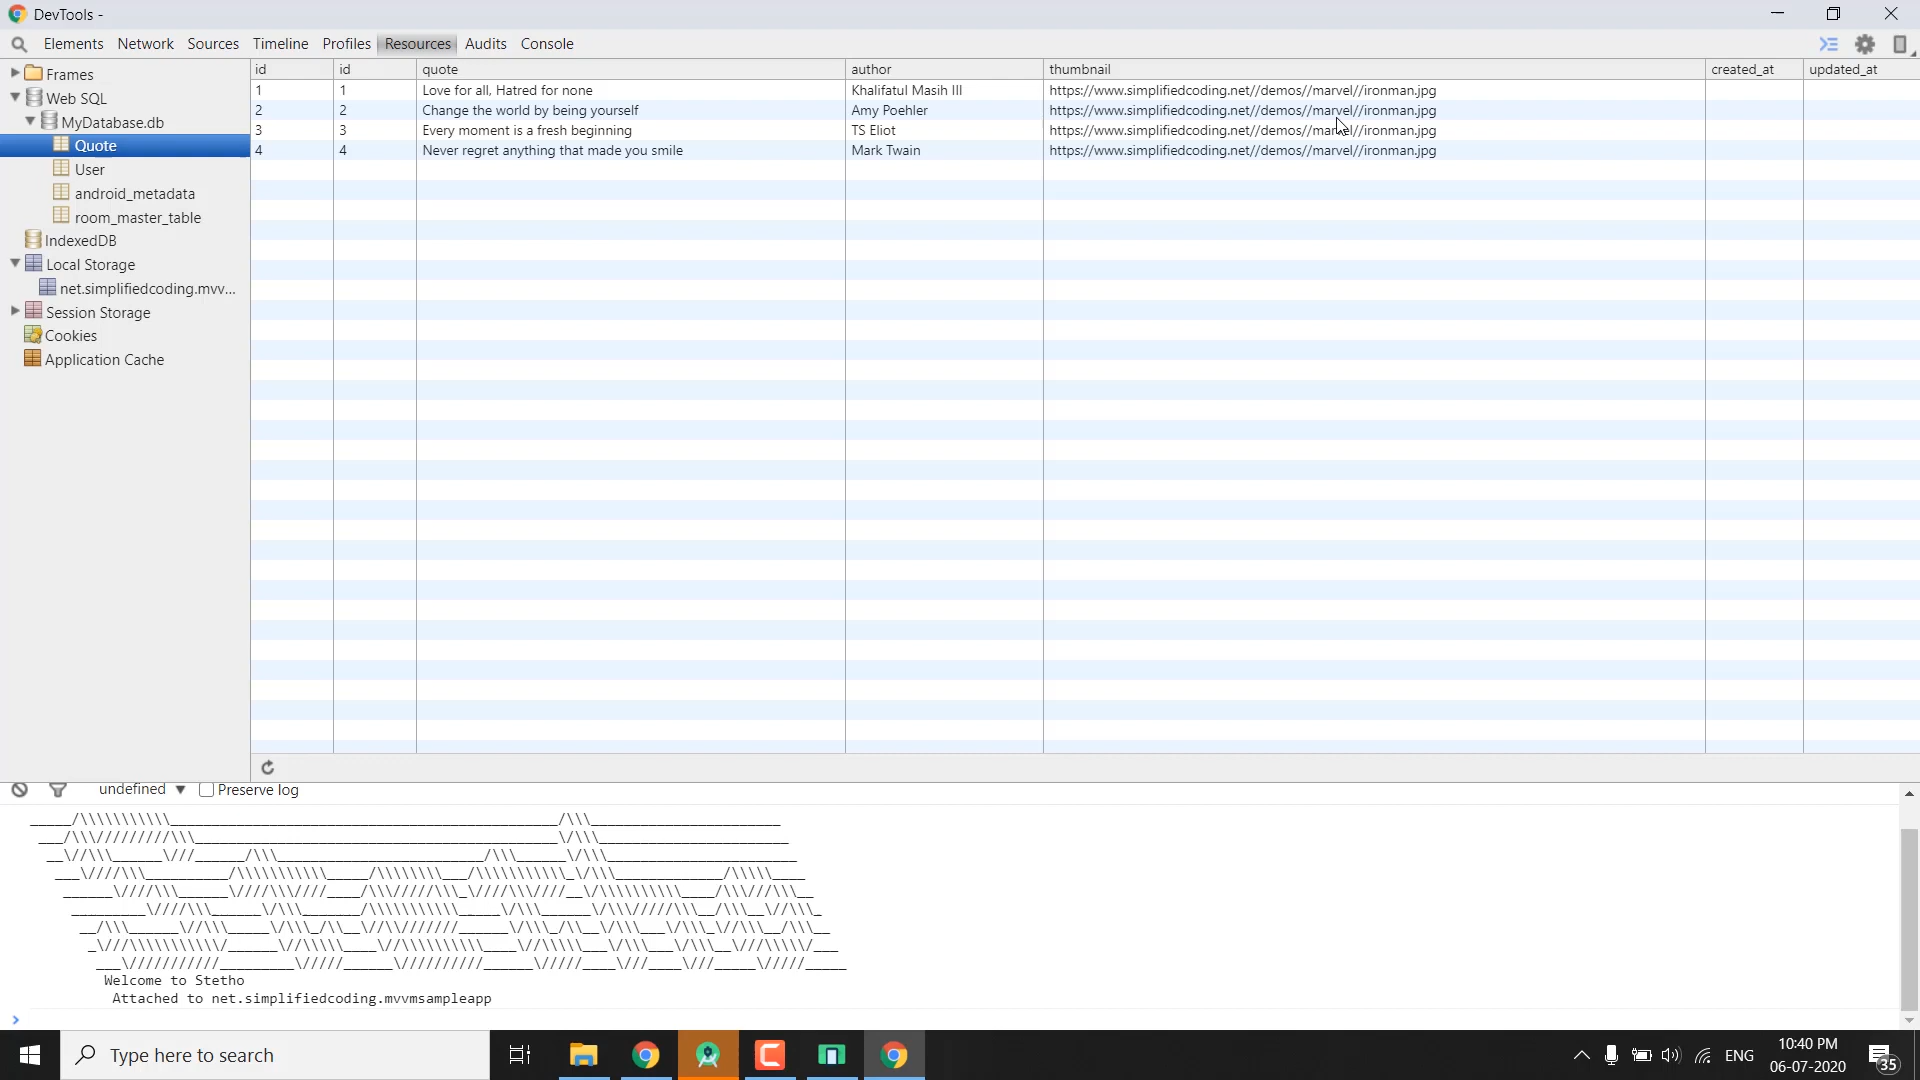 DevTools -
Elements Network Sources Timeline Profiles Resources Audits Console
Frames
Web SQL
MyDatabase.db
Quote
User
android_metadata
room_master_table
IndexedDB
Local Storage
net.simplifiedcoding.mvv...
Session Storage
Cookies
Application Cache
id id quote author thumbnail created_at updated_at
1 1 Love for all, Hatred for none Khalifatul Masih III https://www.simplifiedcoding.net//demos//marvel//ironman.jpg
2 2 Change the world by being yourself Amy Poehler https://www.simplifiedcoding.net//demos//marvel//ironman.jpg
3 3 Every moment is a fresh beginning TS Eliot https://www.simplifiedcoding.net//demos//marvel//ironman.jpg
4 4 Never regret anything that made you smile Mark Twain https://www.simplifiedcoding.net//demos//marvel//ironman.jpg
undefined Preserve log
Welcome to Stetho
Attached to net.simplifiedcoding.mvvmsampleapp
Type here to search
ENG
10:40 PM
06-07-2020
35